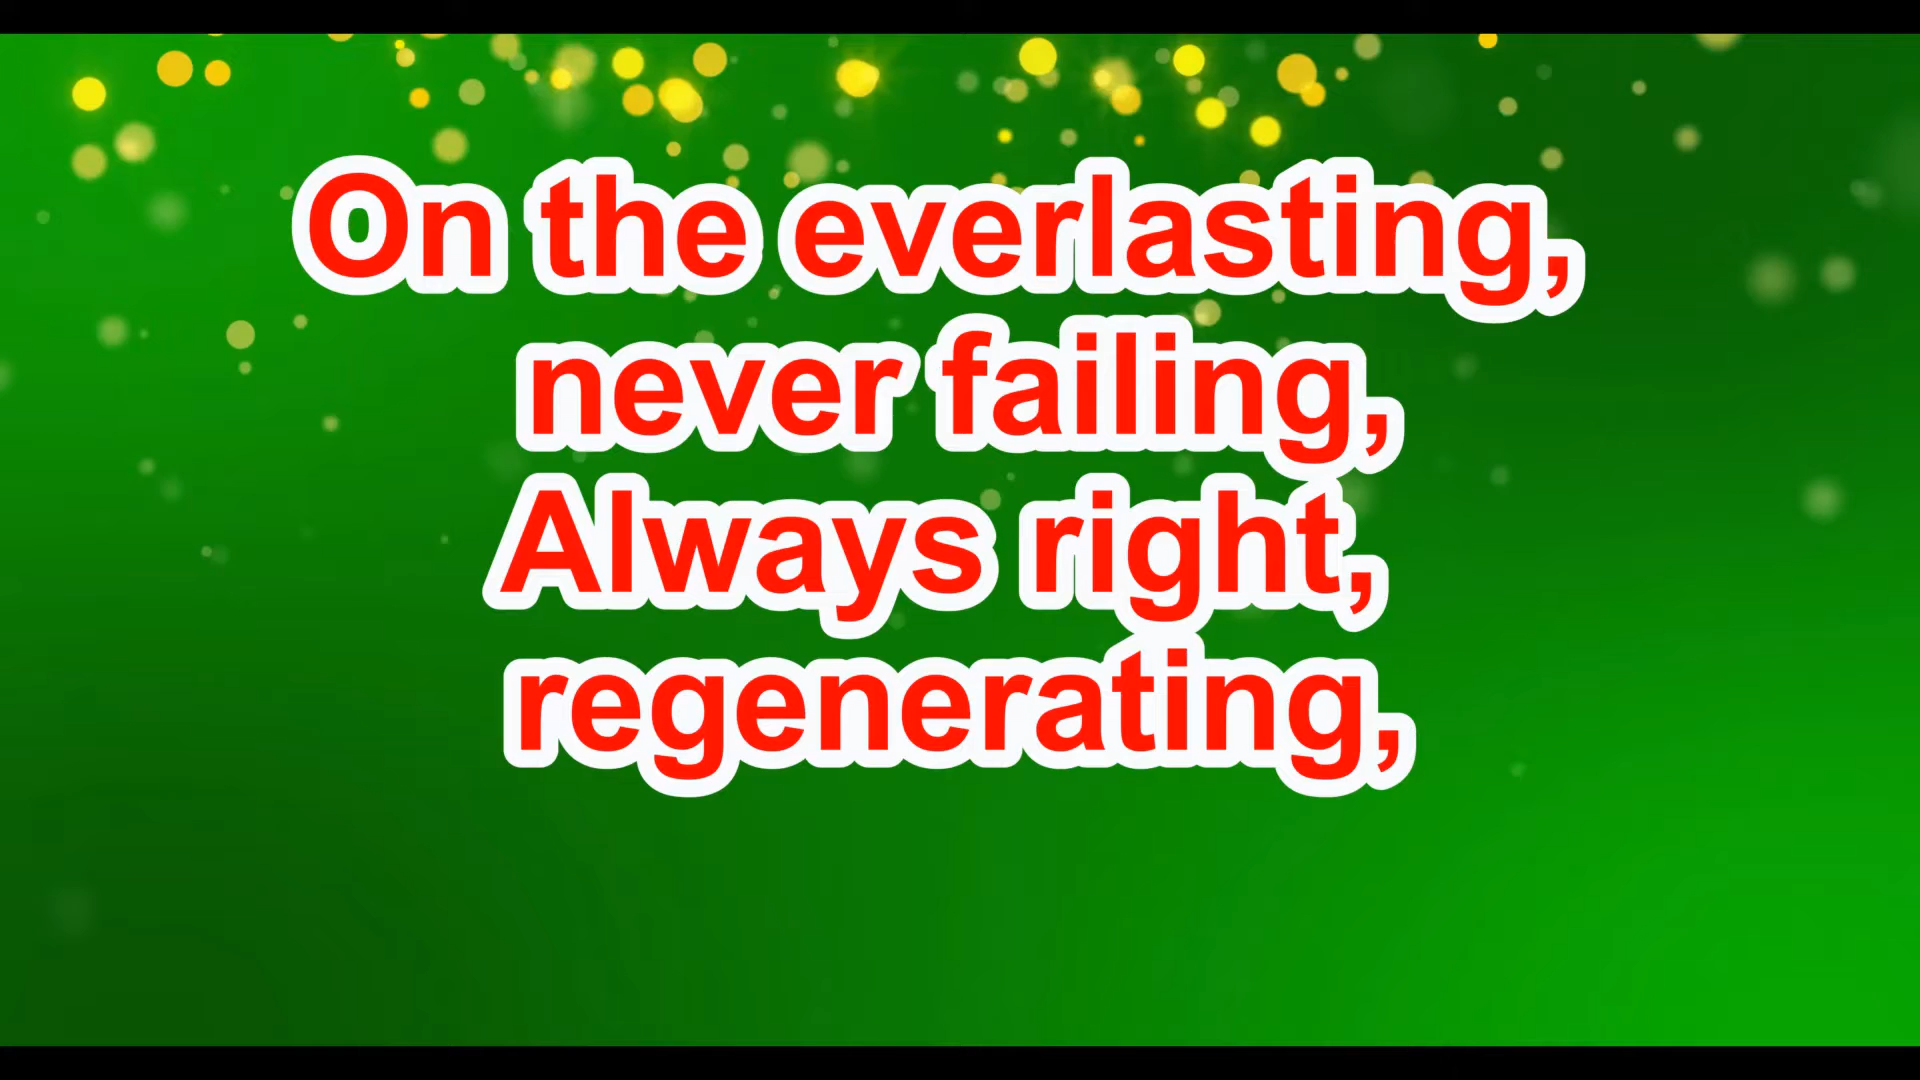 On the everlasting,
never failing,
Always right,
regenerating,